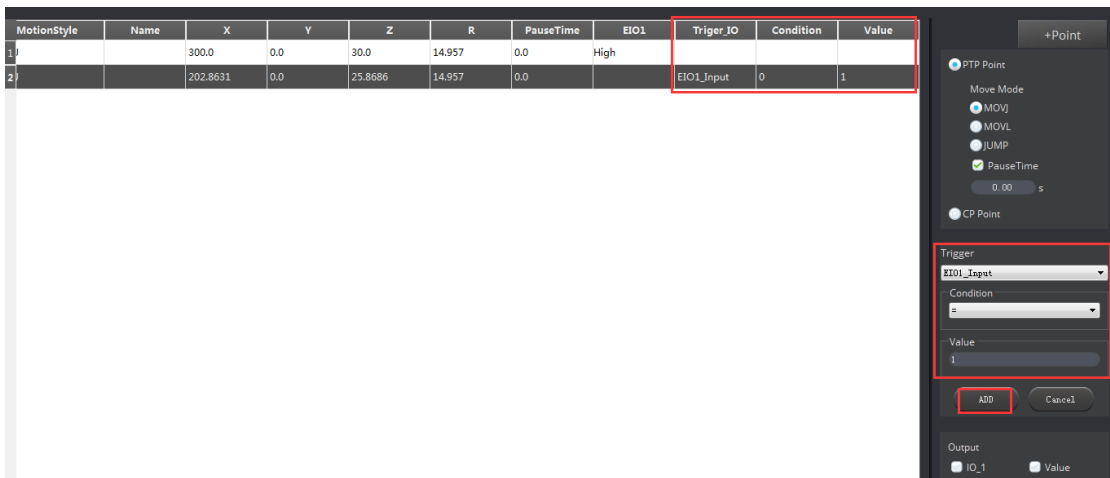 MotionStyle Name X Y Z R PauseTime EIO1 Triger_IO Condition Value
1 J 300.0 0.0 30.0 14.957 0.0 High
2 J 202.8631 0.0 25.8686 14.957 0.0 EIO1_Input 0 1
+Point
PTP Point
Move Mode
MOVJ
MOVL
JUMP
PauseTime
0.00 s
CP Point
Trigger
EIO1_Input
Condition
=
Value
1
ADD Cancel
Output
IO_1 Value